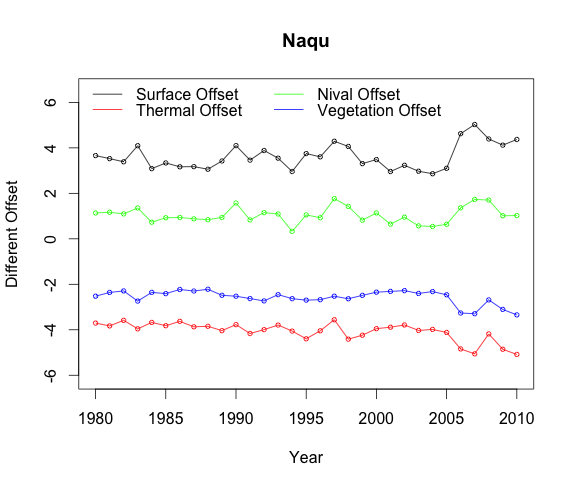 Naqu
Surface Offset Nival Offset
Thermal Offset Vegetation Offset
Different Offset
6
4
2
0
-2
-4
-6
1980 1985 1990 1995 2000 2005 2010
Year